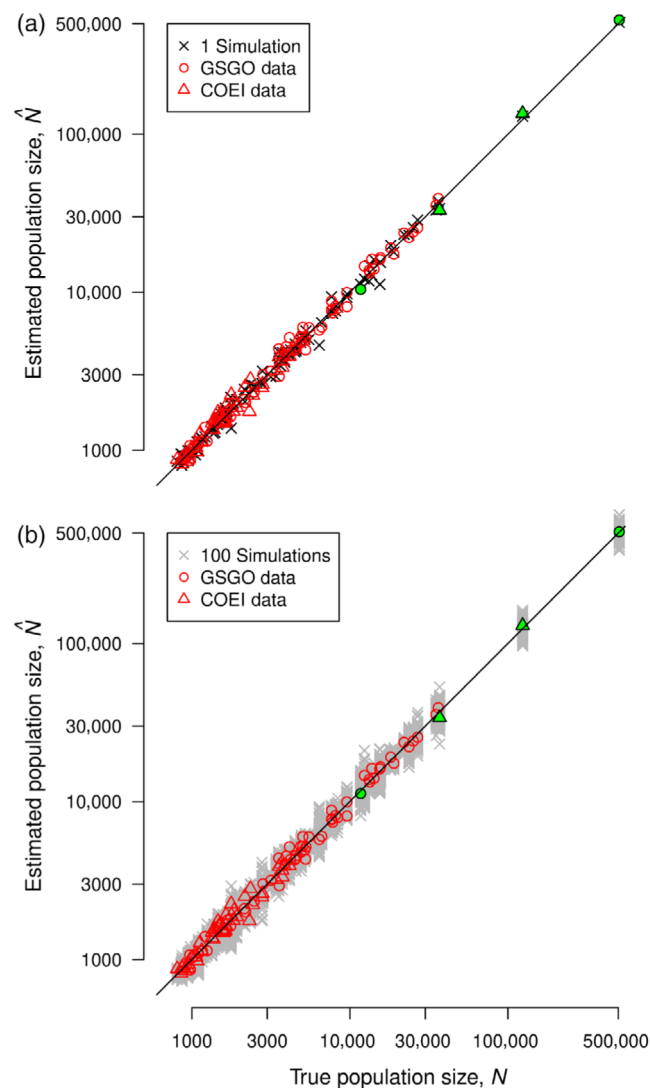 (a)
500,000
100,000
30,000
10,000
3000
1000
Estimated population size, N̂
1 Simulation
GSGO data
COEI data
(b)
500,000
100,000
30,000
10,000
3000
1000
Estimated population size, N̂
100 Simulations
GSGO data
COEI data
1000 3000 10,000 30,000 100,000 500,000
True population size, N